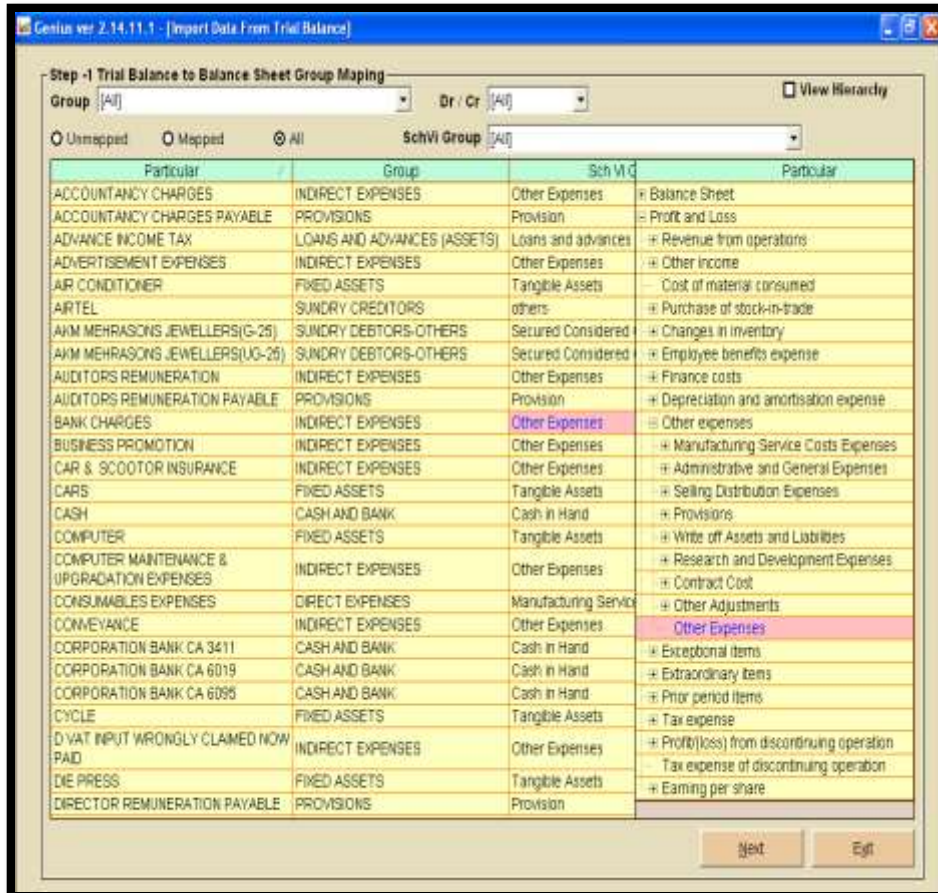 Genius ver 2.14.11.1 - [Import Data From Trial Balance]
Step -1 Trial Balance to Balance Sheet Group Maping
Group [All] Dr / Cr [All] View Hierarchy
Unmapped Mapped All SchVi Group [All]
Particular Group Sch VI G Particular
ACCOUNTANCY CHARGES INDIRECT EXPENSES Other Expenses Balance Sheet
ACCOUNTANCY CHARGES PAYABLE PROVISIONS Provision Profit and Loss
ADVANCE INCOME TAX LOANS AND ADVANCES (ASSETS) Loans and advances Revenue from operations
ADVERTISEMENT EXPENSES INDIRECT EXPENSES Other Expenses Other income
AIR CONDITIONER FIXED ASSETS Tangible Assets Cost of material consumed
AIRTEL SUNDRY CREDITORS others Purchase of stock-in-trade
AKM MEHRASONS JEWELLERS(G-25) SUNDRY DEBTORS-OTHERS Secured Considered Changes in inventory
AKM MEHRASONS JEWELLERS(UG-25) SUNDRY DEBTORS-OTHERS Secured Considered Employee benefits expense
AUDITORS REMUNERATION INDIRECT EXPENSES Other Expenses Finance costs
AUDITORS REMUNERATION PAYABLE PROVISIONS Provision Depreciation and amortisation expense
BANK CHARGES INDIRECT EXPENSES Other Expenses Other expenses
BUSINESS PROMOTION INDIRECT EXPENSES Other Expenses Manufacturing Service Costs Expenses
CAR & SCOOTOR INSURANCE INDIRECT EXPENSES Other Expenses Administrative and General Expenses
CARS FIXED ASSETS Tangible Assets Selling Distribution Expenses
CASH CASH AND BANK Cash in Hand Provisions
COMPUTER FIXED ASSETS Tangible Assets Write off Assets and Liabilities
COMPUTER MAINTENANCE &
UPGRADATION EXPENSES INDIRECT EXPENSES Other Expenses Research and Development Expenses
Contract Cost
CONSUMABLES EXPENSES DIRECT EXPENSES Manufacturing Service Other Adjustments
CONVEYANCE INDIRECT EXPENSES Other Expenses Other Expenses
CORPORATION BANK CA 3411 CASH AND BANK Cash in Hand Exceptional items
CORPORATION BANK CA 6019 CASH AND BANK Cash in Hand Extraordinary items
CORPORATION BANK CA 6095 CASH AND BANK Cash in Hand Prior period items
CYCLE FIXED ASSETS Tangible Assets Tax expense
D VAT INPUT WRONGLY CLAIMED NOW
PAID INDIRECT EXPENSES Other Expenses Profit/(loss) from discontinuing operation
Tax expense of discontinuing operation
DIE PRESS FIXED ASSETS Tangible Assets Earning per share
DIRECTOR REMUNERATION PAYABLE PROVISIONS Provision
Next Exit